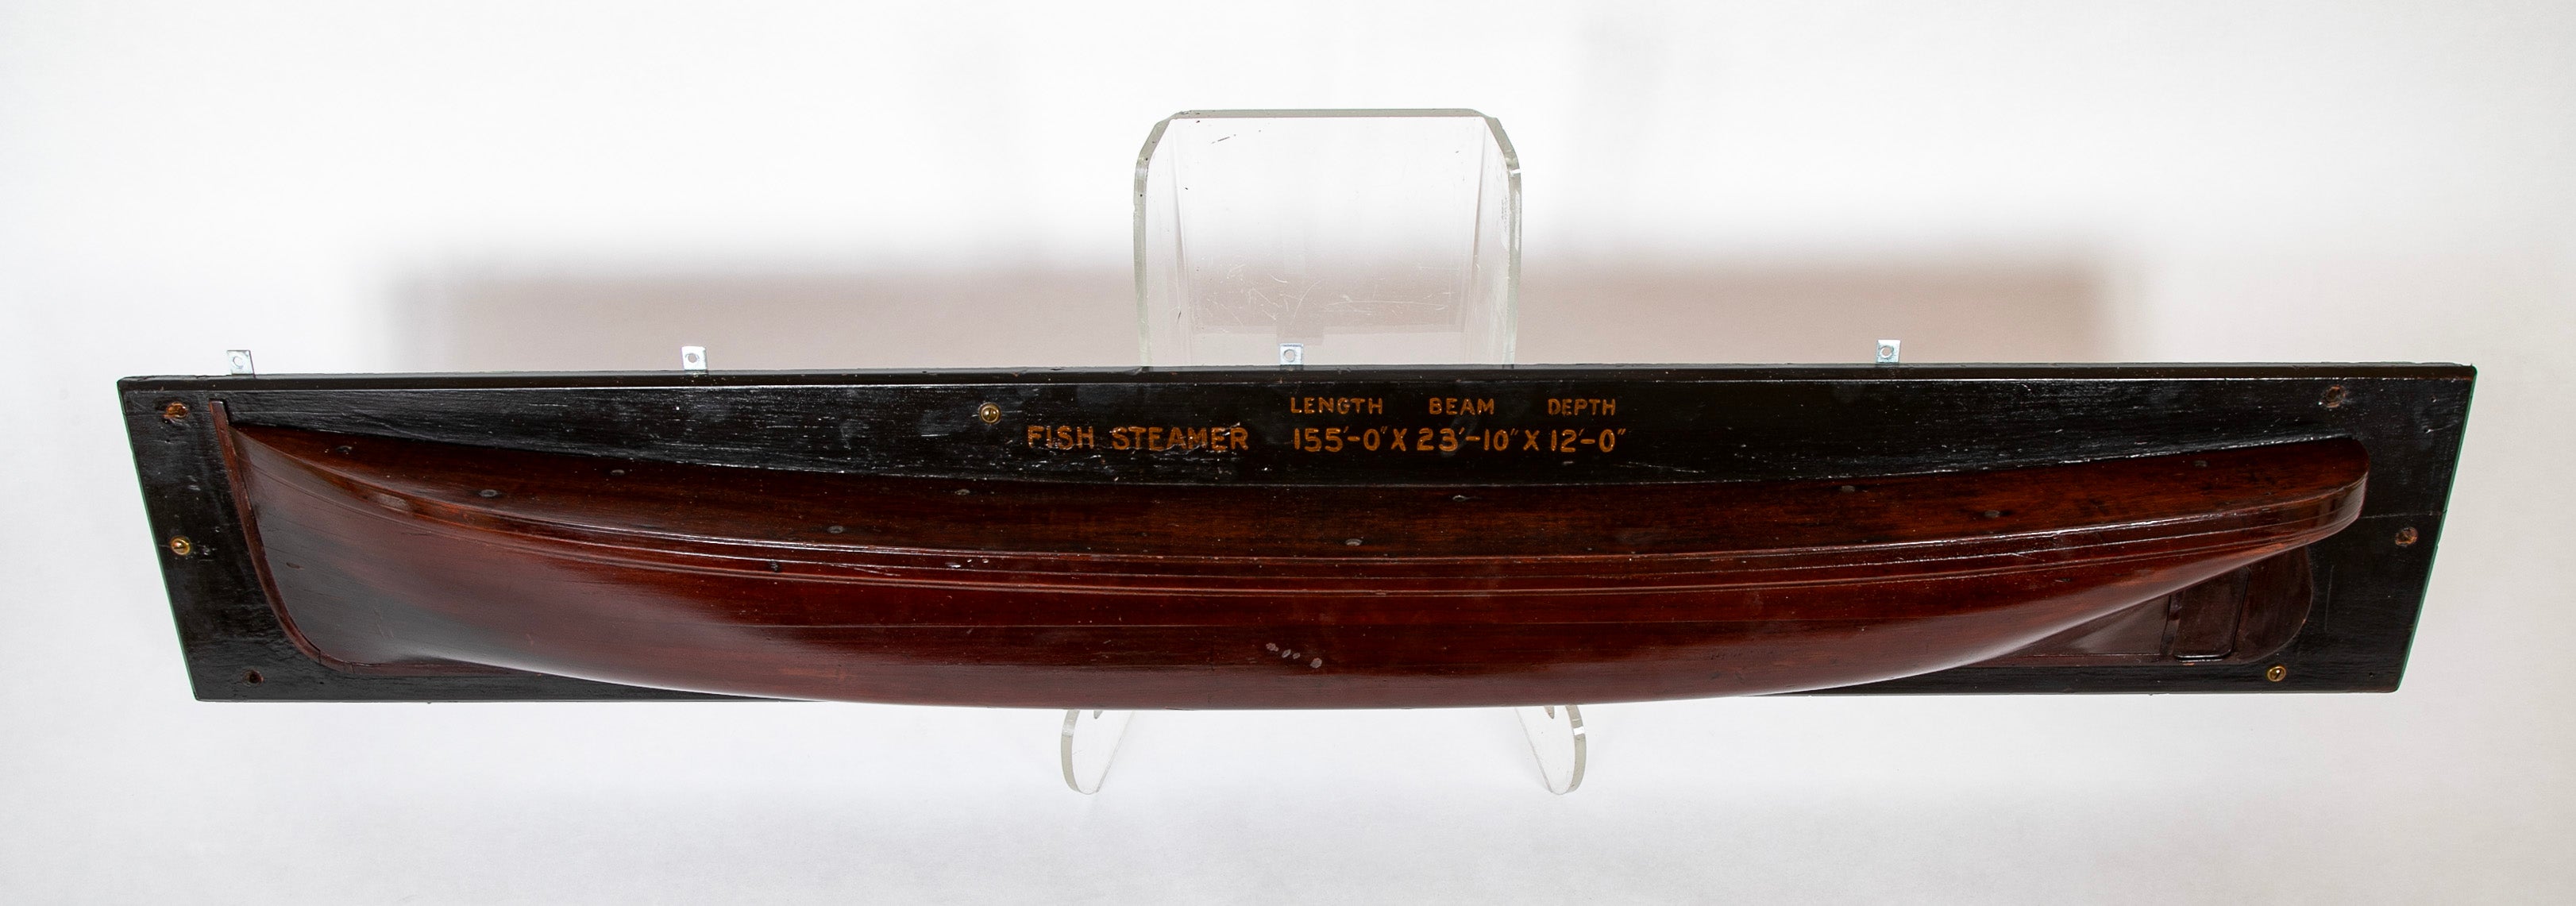 LENGTH BEAM DEPTH
FISH STEAMER 155'-0" X 23'-10" X 12'-0"